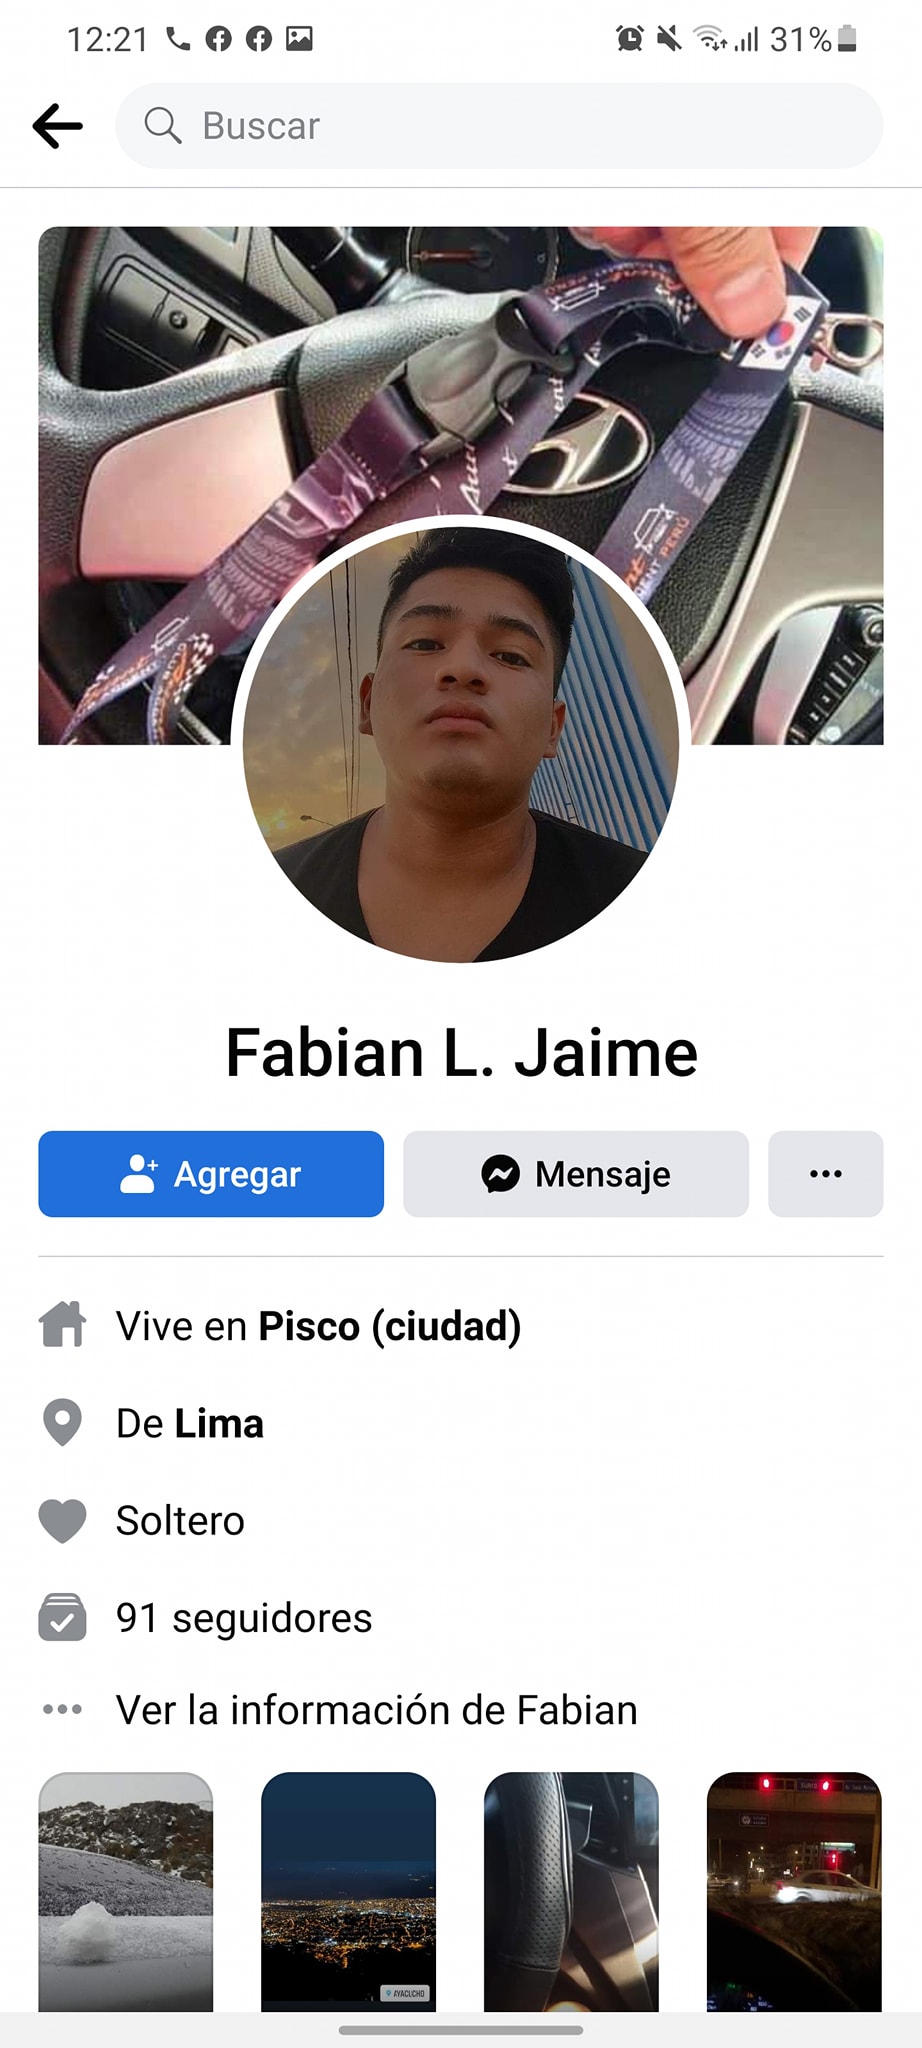 12:21
31%
Buscar
PERÚ
Fabian L. Jaime
Agregar
Mensaje
Vive en Pisco (ciudad)
De Lima
Soltero
91 seguidores
Ver la información de Fabian
AYACUCHO